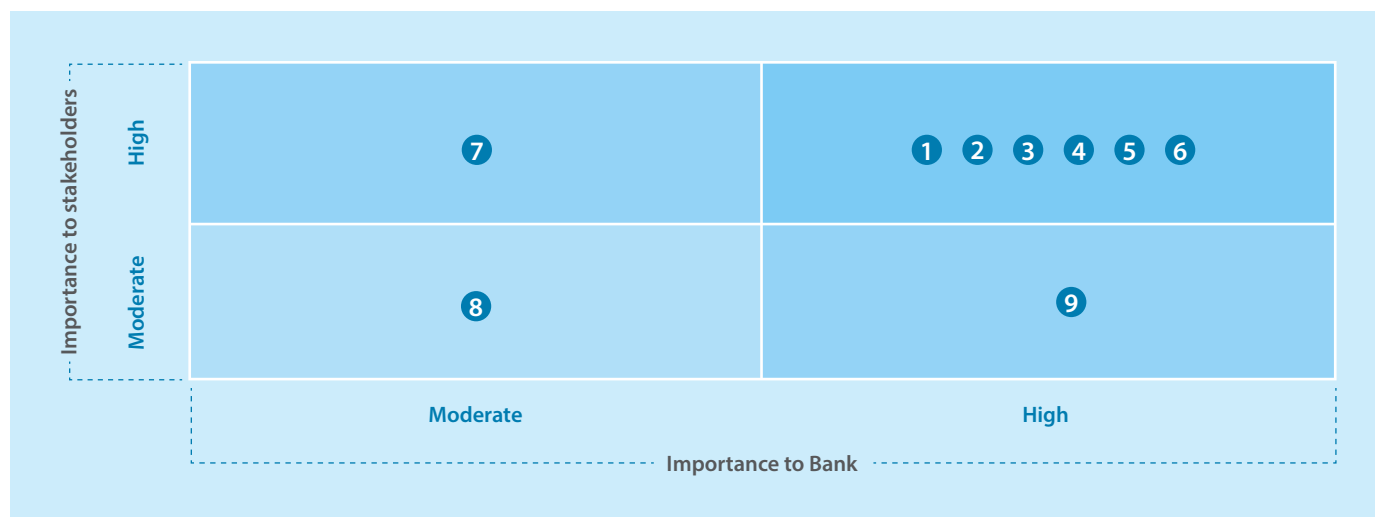 Importance to stakeholders
High
7
1 2 3 4 5 6
Moderate
8
9
Moderate
High
Importance to Bank